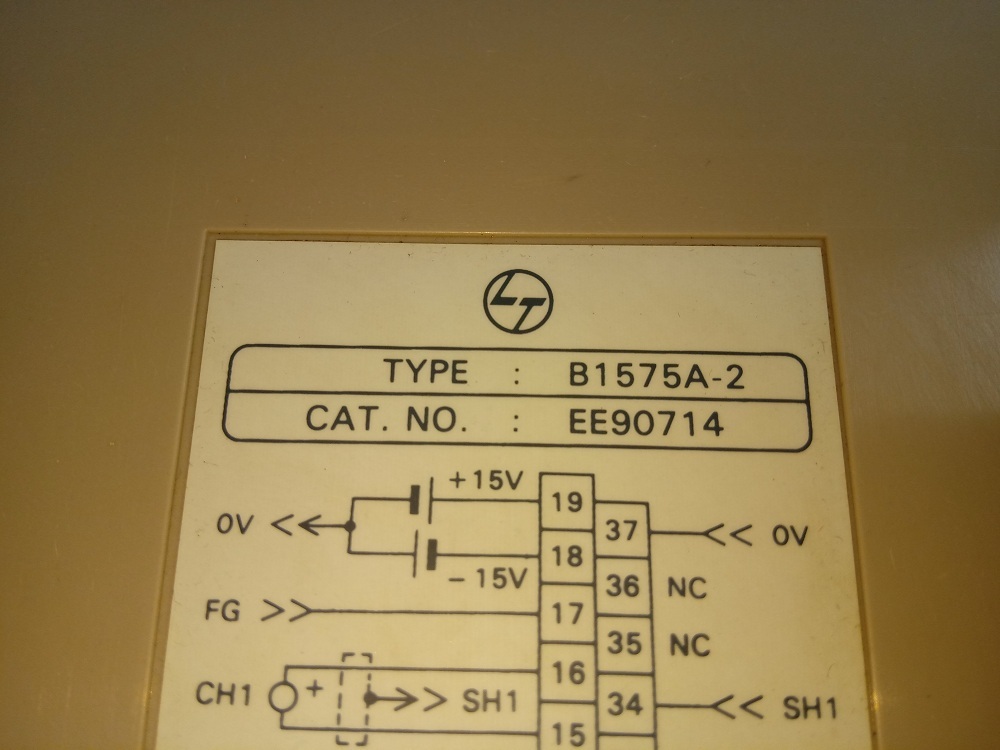 LT
TYPE : B1575A-2
CAT. NO. : EE90714
+15V
19
0V
37
0V
18
-15V
36
NC
FG
17
35
NC
16
CH1
+
SH1
34
SH1
15